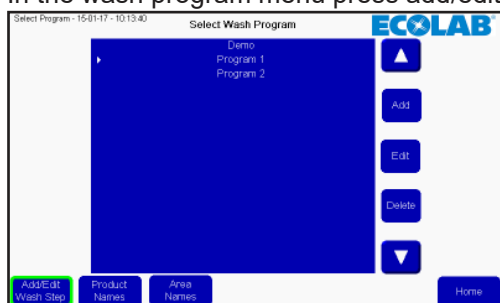 In the wash program menu press add/edit
Select Program - 16-01-17 - 10:13:40
Select Wash Program
ECOLAB
Demo
Program 1
Program 2
Add
Edit
Delete
Add/Edit
Wash Step
Product
Names
Area
Names
Home